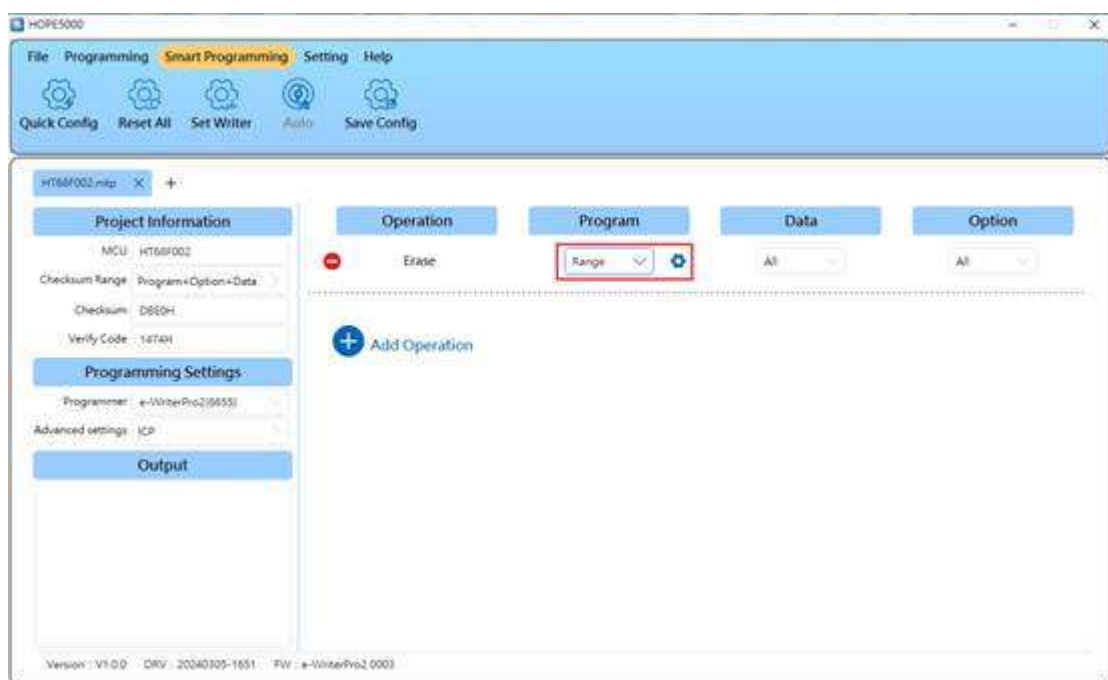 HOPE5000
File Programming Smart Programming Setting Help
Quick Config Reset All Set Writer Auto Save Config
HT66F002.mtp
Project Information
MCU HT66F002
Checksum Range Program+Option+Data
Checksum DBE0H
Verify Code 1474H
Programming Settings
Programmer e-WriterPro2(6655)
Advanced settings ICP
Output
Operation Program Data Option
Erase Range All All
Add Operation
Version : V1.0.0 DRV : 20240305-1651 FW : e-WriterPro2.0003